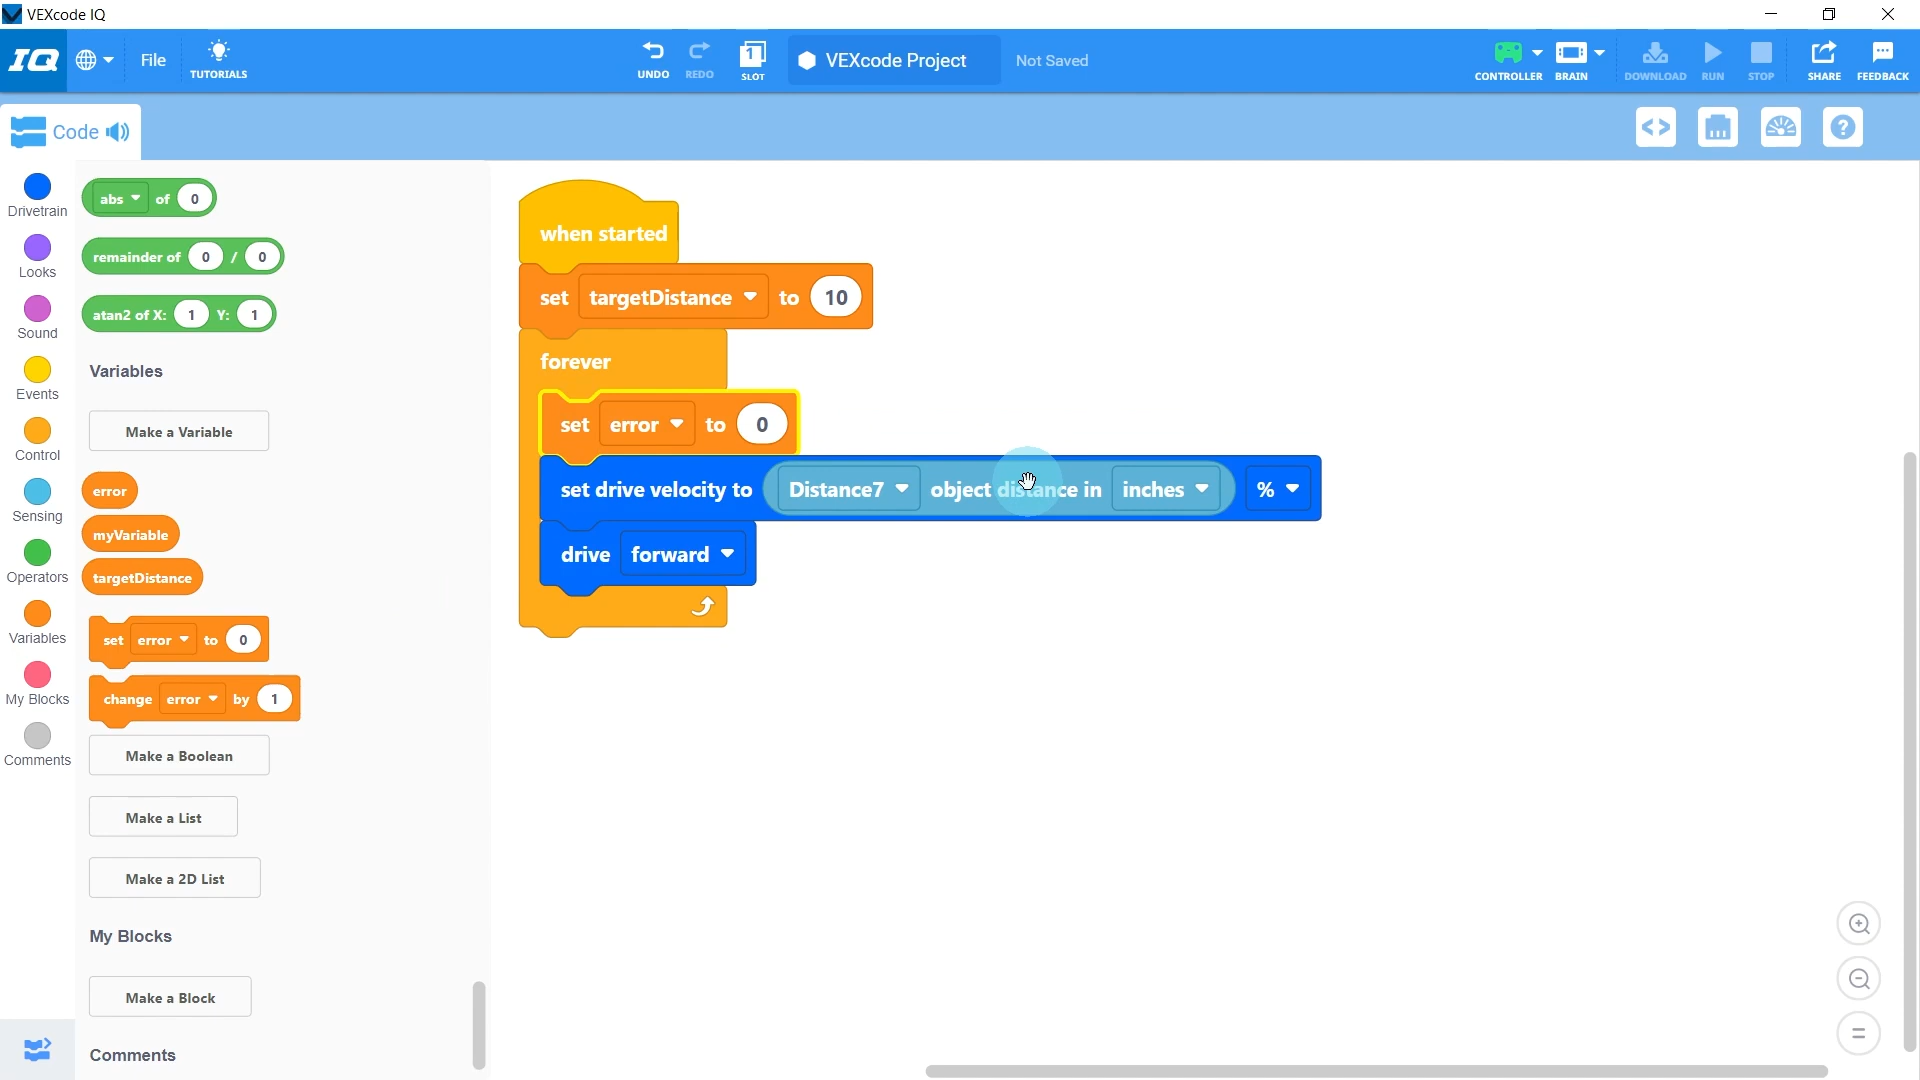 VEXcode IQ
IQ
File
TUTORIALS
UNDO
REDO
1
SLOT
VEXcode Project
Not Saved
CONTROLLER
BRAIN
DOWNLOAD
RUN
STOP
SHARE
FEEDBACK
Code
Drivetrain
Looks
Sound
Events
Control
Sensing
Operators
Variables
My Blocks
Comments
abs of 0
remainder of 0 / 0
atan2 of X: 1 Y: 1
Variables
Make a Variable
error
myVariable
targetDistance
set error to 0
change error by 1
Make a Boolean
Make a List
Make a 2D List
My Blocks
Make a Block
Comments
when started
set targetDistance to 10
forever
set error to 0
set drive velocity to Distance7 object distance in inches %
drive forward